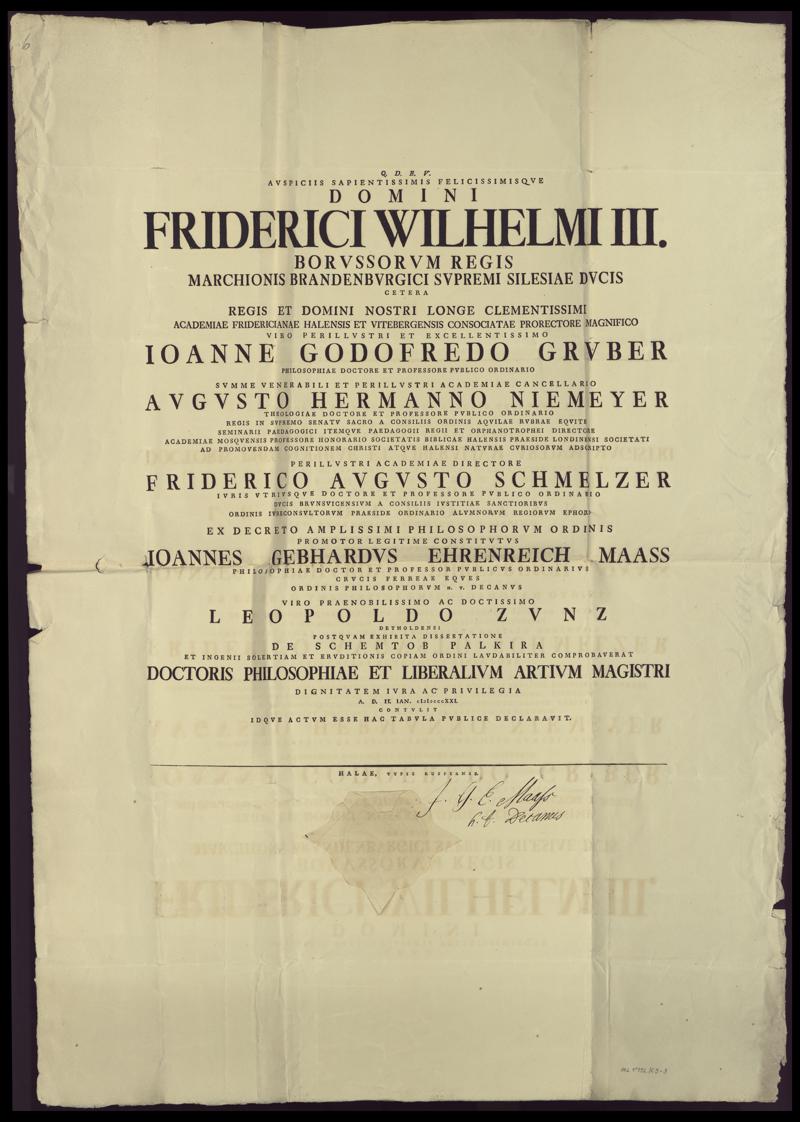 6
Q. D. B. V.
AVSPICIIS SAPIENTISSIMIS FELICISSIMISQVE
DOMINI
FRIDERICI WILHELMI III.
BORVSSORVM REGIS
MARCHIONIS BRANDENBVRGICI SVPREMI SILESIAE DVCIS
CETERA
REGIS ET DOMINI NOSTRI LONGE CLEMENTISSIMI
ACADEMIAE FRIDERICIANAE HALENSIS ET VITEBERGENSIS CONSOCIATAE PRORECTORE MAGNIFICO
VIRO PERILLVSTRI ET EXCELLENTISSIMO
IOANNE GODOFREDO GRVBER
PHILOSOPHIAE DOCTORE ET PROFESSORE PVBLICO ORDINARIO
SVMME VENERABILI ET PERILLVSTRI ACADEMIAE CANCELLARIO
AVGVSTO HERMANNO NIEMEYER
THEOLOGIAE DOCTORE ET PROFESSORE PVBLICO ORDINARIO
REGIS IN SVPREMO SENATV SACRO A CONSILIIS ORDINIS AQVILAE RVBRAE EQVITE
SEMINARII PAEDAGOGICI ITEMQVE PAEDAGOGII REGII ET ORPHANOTROPHEI DIRECTORE
ACADEMIAE MOSQVENSIS PROFESSORE HONORARIO SOCIETATIS BIBLICAE HALENSIS PRAESIDE LONDINENSI SOCIETATI
AD PROMOVENDAM COGNITIONEM CHRISTI ATQVE HALENSI NATVRAE CVRIOSORVM ADSCRIPTO
PERILLVSTRI ACADEMIAE DIRECTORE
FRIDERICO AVGVSTO SCHMELZER
IVRIS VTRIVSQVE DOCTORE ET PROFESSORE PVBLICO ORDINARIO
DVCIS BRVNSVICENSIVM A CONSILIIS IVSTITIAE SANCTIORIBVS
ORDINIS IVRECONSVLTORVM PRAESIDE ORDINARIO ALVMNORVM REGIORVM EPHORO
EX DECRETO AMPLISSIMI PHILOSOPHORVM ORDINIS
PROMOTOR LEGITIME CONSTITVTVS
IOANNES GEBHARDVS EHRENREICH MAASS
PHILOSOPHIAE DOCTOR ET PROFESSOR PVBLICVS ORDINARIVS
CRVCIS FERREAE EQVES
ORDINIS PHILOSOPHORVM H. T. DECANVS
VIRO PRAENOBILISSIMO AC DOCTISSIMO
LEOPOLDO ZVNZ
DETHOLDENSI
POSTQVAM EXHIBITA DISSERTATIONE
DE SCHEMTOB PALKIRA
ET INGENII SOLERTIAM ET ERVDITIONIS COPIAM ORDINI LAVDABILITER COMPROBAVERAT
DOCTORIS PHILOSOPHIAE ET LIBERALIVM ARTIVM MAGISTRI
DIGNITATEM IVRA AC PRIVILEGIA
A. D. II. IAN.
CONTVLIT
IDQVE ACTVM ESSE HAC TABVLA PVBLICE DECLARAVIT.
HALAE, TYPIS RUFFIANIS.
J. G. E. Maaß
h. t. Decanus